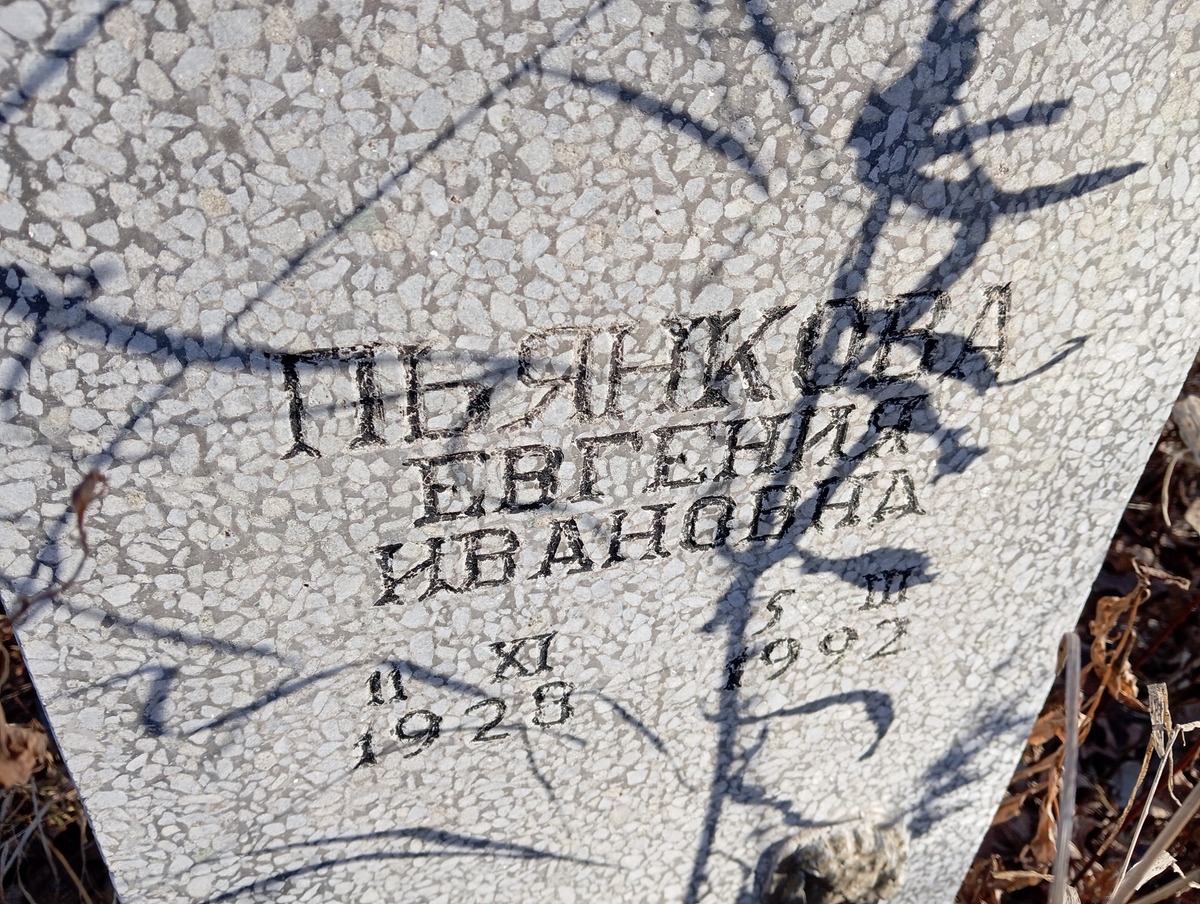 ПЬЯНКОВА
ЕВГЕНИЯ
ИВАНОВНА
11 XI 5 III
1928 1992